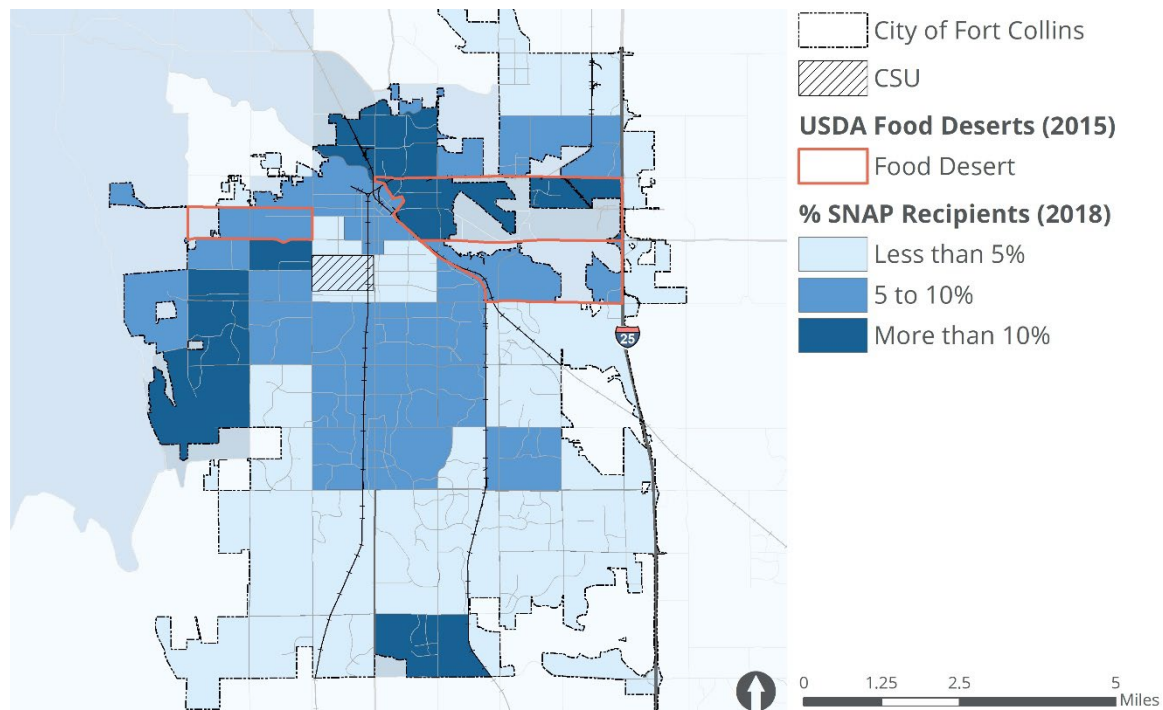 City of Fort Collins
CSU
USDA Food Deserts (2015)
Food Desert
% SNAP Recipients (2018)
Less than 5%
5 to 10%
More than 10%
25
0 1.25 2.5 5
Miles